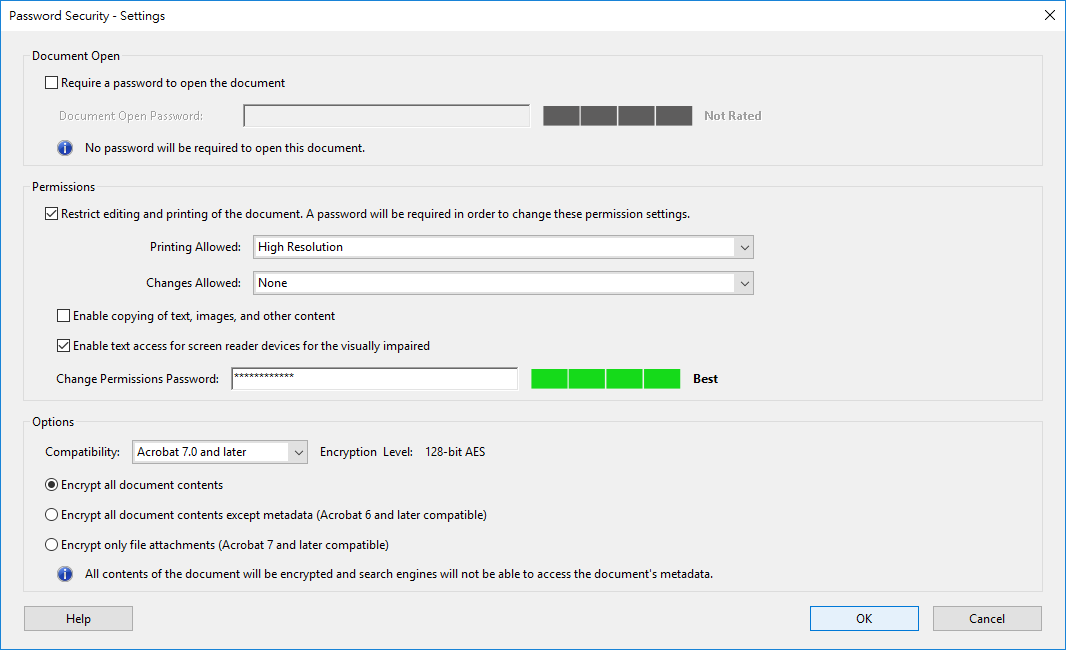 Password Security - Settings
Document Open
Require a password to open the document
Document Open Password:
Not Rated
No password will be required to open this document.
Permissions
Restrict editing and printing of the document. A password will be required in order to change these permission settings.
Printing Allowed: High Resolution
Changes Allowed: None
Enable copying of text, images, and other content
Enable text access for screen reader devices for the visually impaired
Change Permissions Password: ************ Best
Options
Compatibility: Acrobat 7.0 and later Encryption Level: 128-bit AES
Encrypt all document contents
Encrypt all document contents except metadata (Acrobat 6 and later compatible)
Encrypt only file attachments (Acrobat 7 and later compatible)
All contents of the document will be encrypted and search engines will not be able to access the document's metadata.
Help OK Cancel